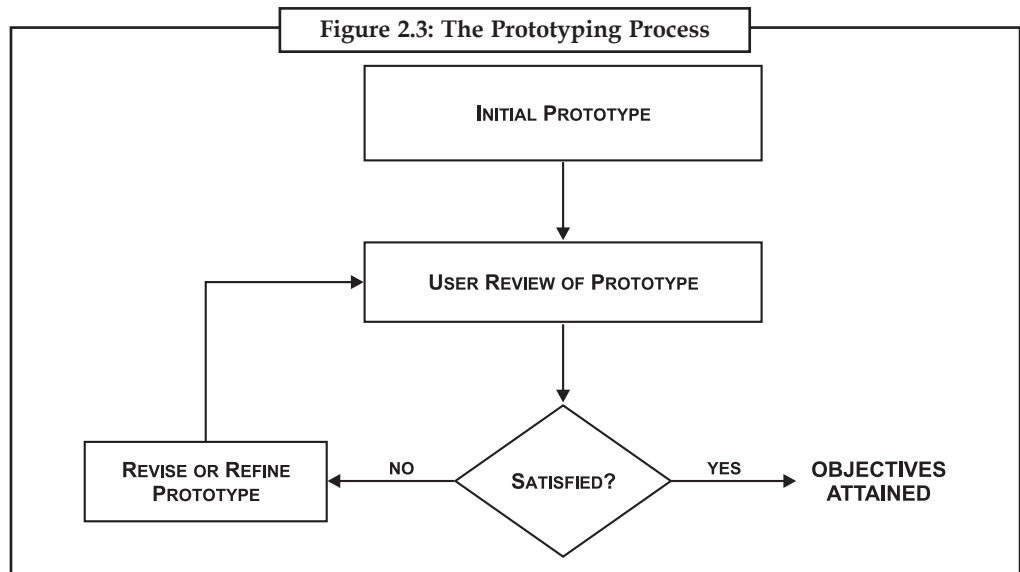 Figure 2.3: The Prototyping Process
INITIAL PROTOTYPE
USER REVIEW OF PROTOTYPE
REVISE OR REFINE
PROTOTYPE
NO
SATISFIED?
YES
OBJECTIVES
ATTAINED